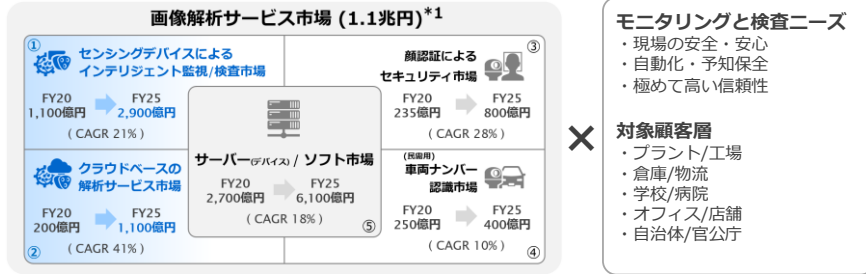 画像解析サービス市場 (1.1兆円)*1
①
センシングデバイスによる
インテリジェント監視/検査市場
FY20
FY25
1,100億円
2,900億円
( CAGR 21% )
③
顔認証による
セキュリティ市場
FY20
FY25
235億円
800億円
( CAGR 28% )
サーバー(デバイス) / ソフト市場
FY20
FY25
2,700億円
6,100億円
( CAGR 18% )
⑤
クラウドベースの
解析サービス市場
FY20
FY25
200億円
1,100億円
②
( CAGR 41% )
(民需用)
車両ナンバー
認識市場
FY20
FY25
250億円
400億円
( CAGR 10% )
④
×
モニタリングと検査ニーズ
・現場の安全・安心
・自動化・予知保全
・極めて高い信頼性
対象顧客層
・プラント/工場
・倉庫/物流
・学校/病院
・オフィス/店舗
・自治体/官公庁